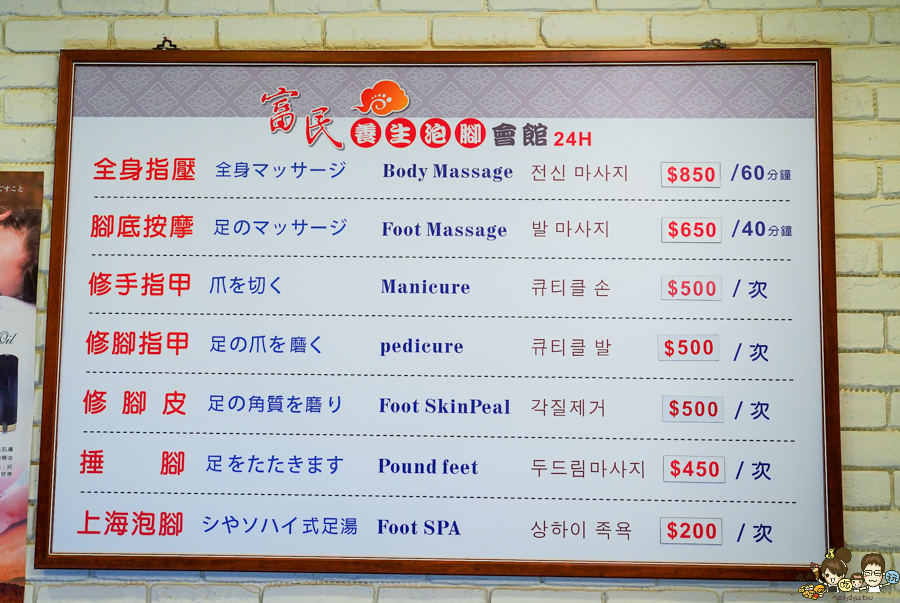 富民 養生泡腳會館 24H
全身指壓 全身マッサージ Body Massage 전신 마사지 $850 /60分鐘
腳底按摩 足のマッサージ Foot Massage 발 마사지 $650 /40分鐘
修手指甲 爪を切く Manicure 큐티클 손 $500 / 次
修腳指甲 足の爪を磨く pedicure 큐티클 발 $500 / 次
修腳皮 足の角質を磨り Foot SkinPeal 각질제거 $500 / 次
捶腳 足をたたきます Pound feet 두드림마사지 $450 / 次
上海泡腳 シやソハイ式足湯 Foot SPA 상하이 족욕 $200 / 次
ごすこと
Oil